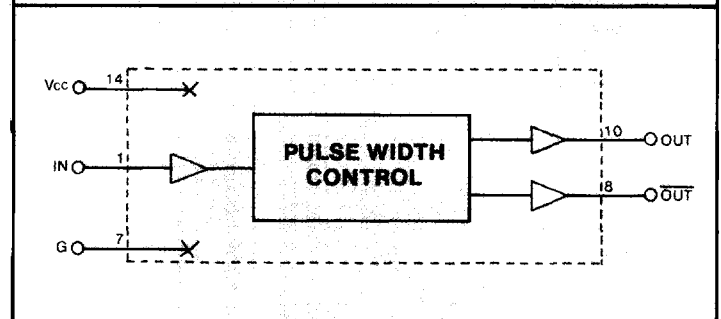 Vcc 14
IN 1
G 7
PULSE WIDTH
CONTROL
10 OUT
8 OUT